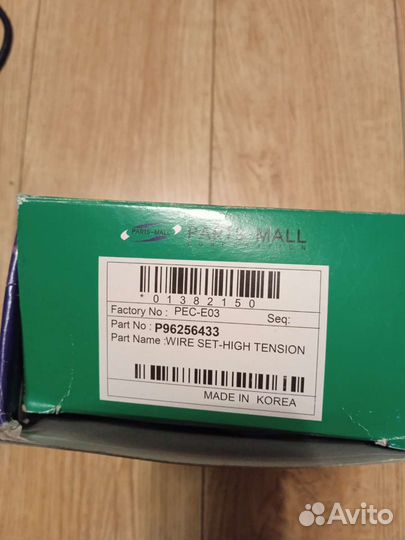 PARTS-MALL
PARTS-MALL
CORPORATION
*01382150
Factory No : PEC-E03 Seq:
Part No : P96256433
Part Name :WIRE SET-HIGH TENSION
MADE IN KOREA
Avito